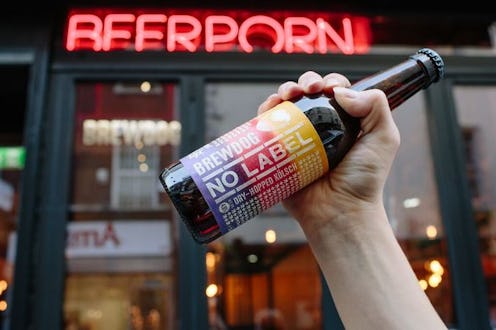 BEERPORN
BREWDOG
BREWDOG
NO LABEL
DRY-HOPPED KÖLSCH